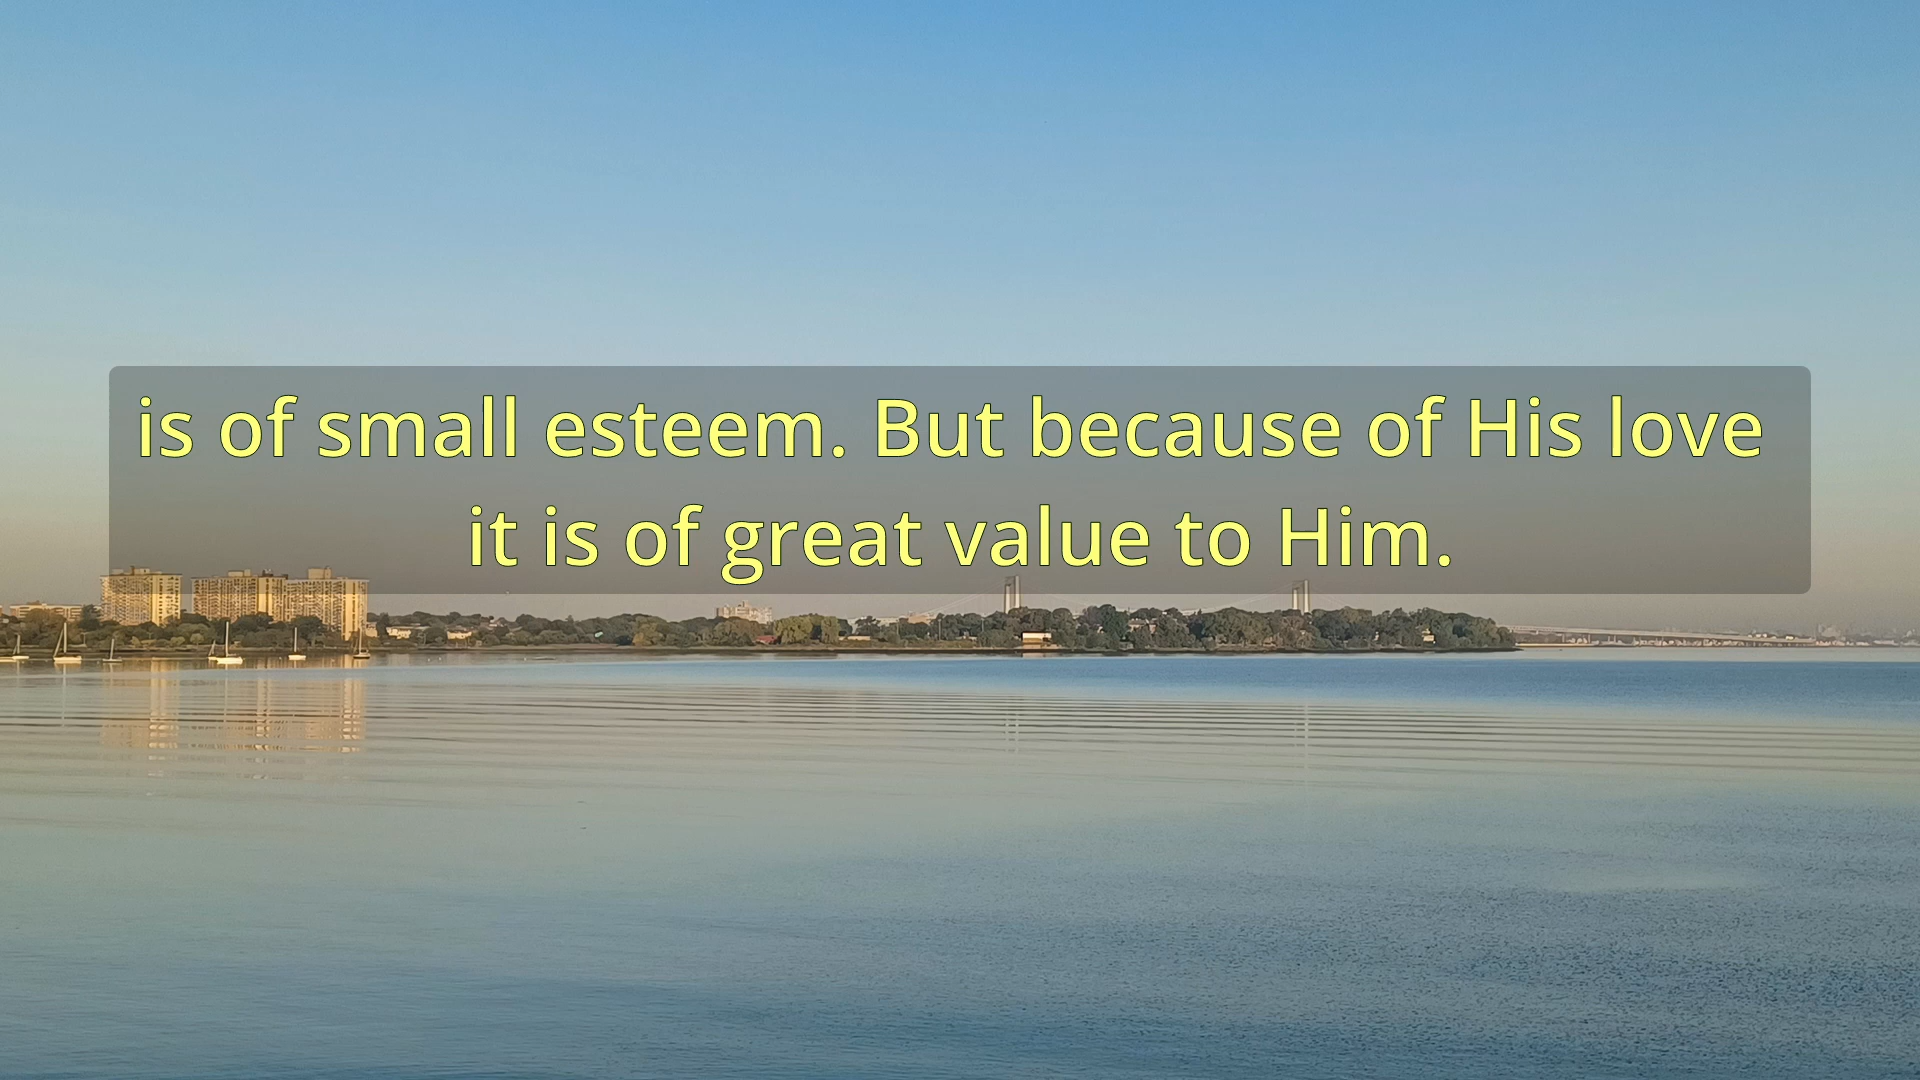 is of small esteem. But because of His love
it is of great value to Him.